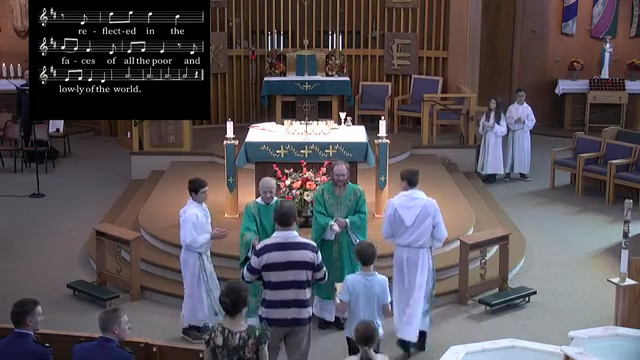 re - flect-ed in the
fa - ces of all the poor and
low-ly of the world.